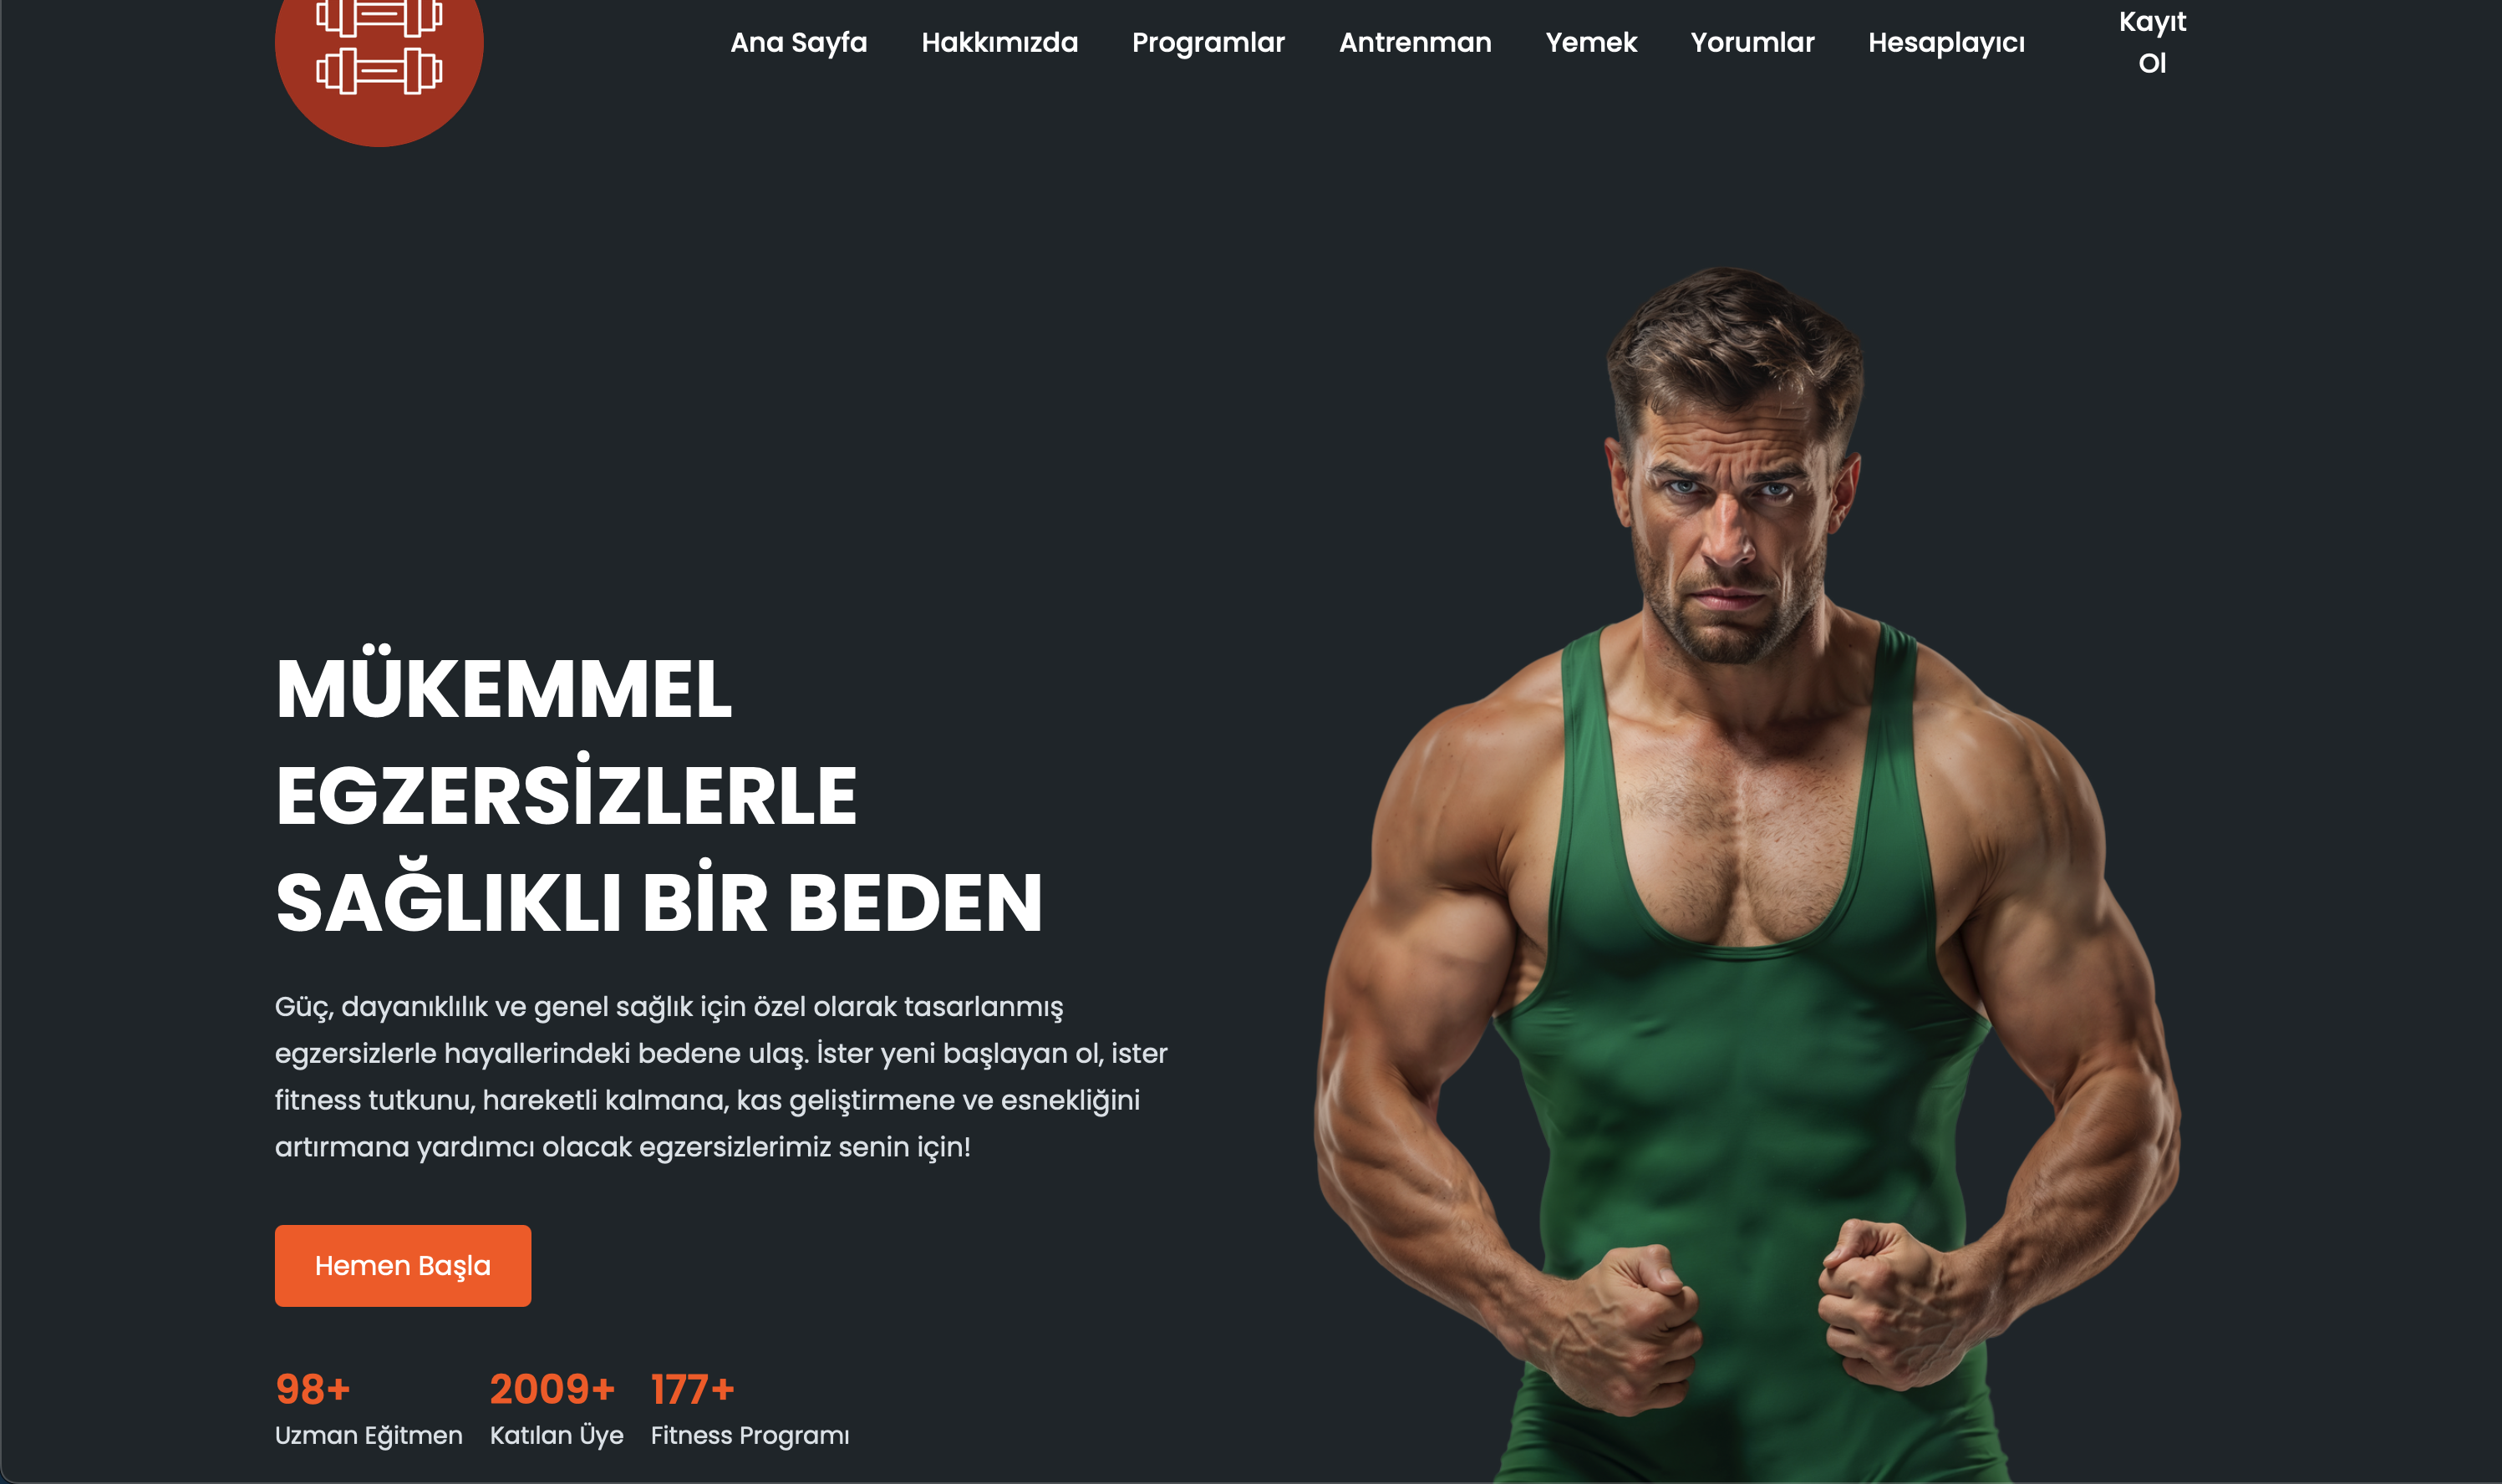 Ana Sayfa Hakkımızda Programlar Antrenman Yemek Yorumlar Hesaplayıcı Kayıt
Ol
MÜKEMMEL
EGZERSİZLERLE
SAĞLIKLI BİR BEDEN
Güç, dayanıklılık ve genel sağlık için özel olarak tasarlanmış
egzersizlerle hayallerindeki bedene ulaş. İster yeni başlayan ol, ister
fitness tutkunu, hareketli kalmana, kas geliştirmene ve esnekliğini
artırmana yardımcı olacak egzersizlerimiz senin için!
Hemen Başla
98+ 2009+ 177+
Uzman Eğitmen Katılan Üye Fitness Programı